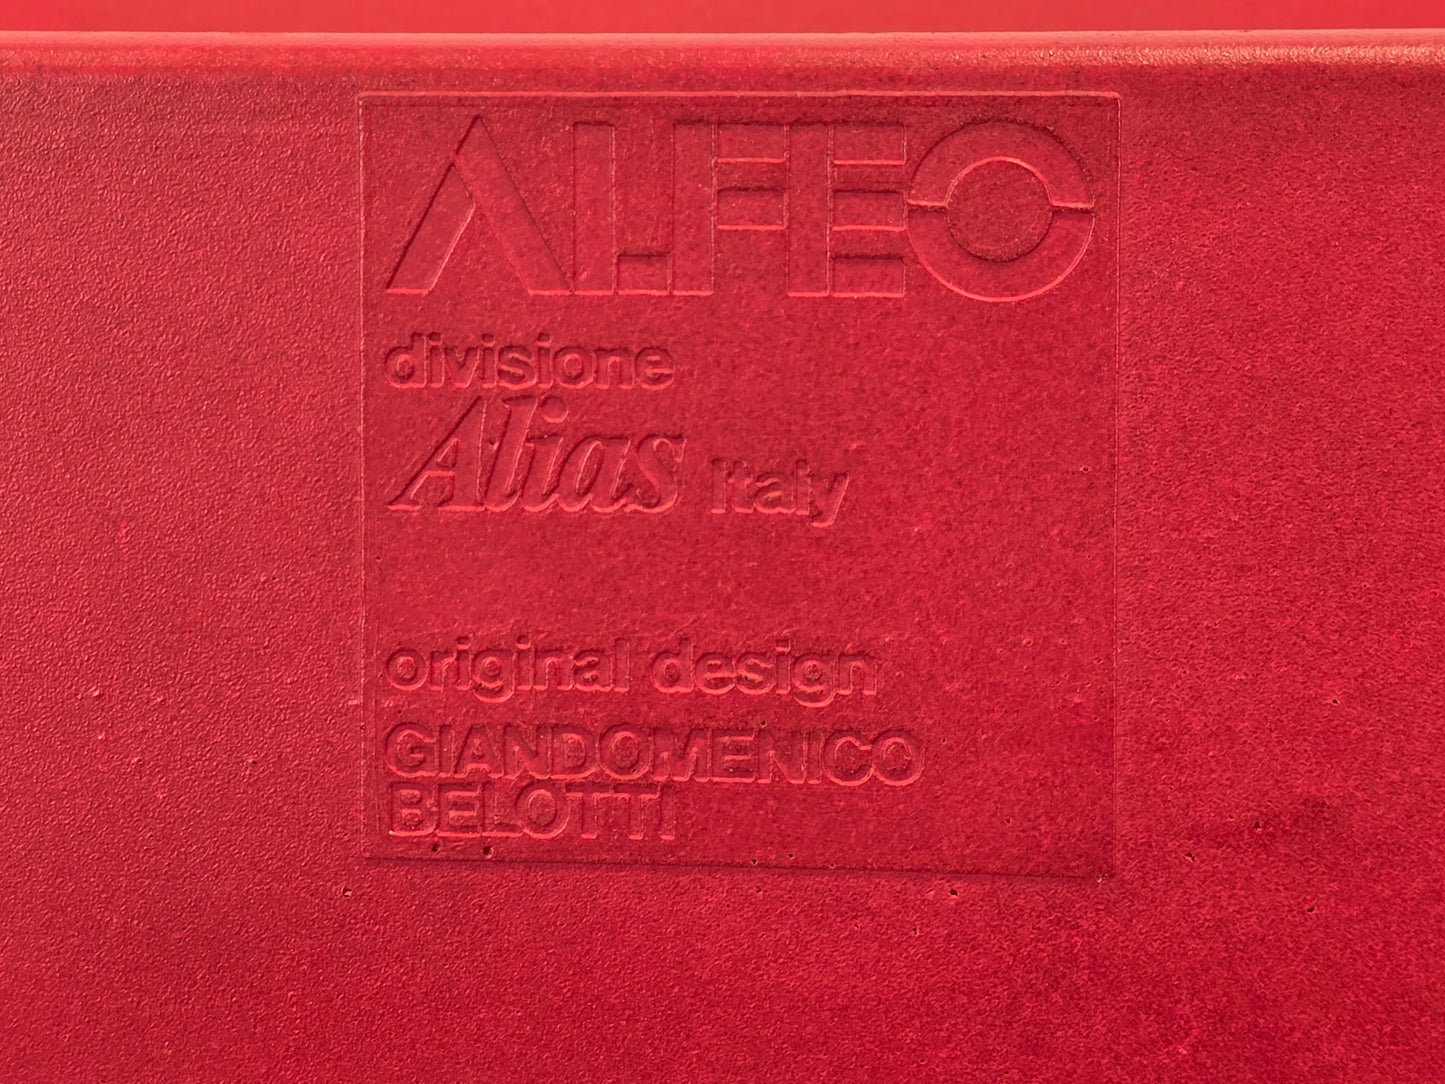 ALFEO
divisione
Alias Italy
original design
GIANDOMENICO
BELOTTI